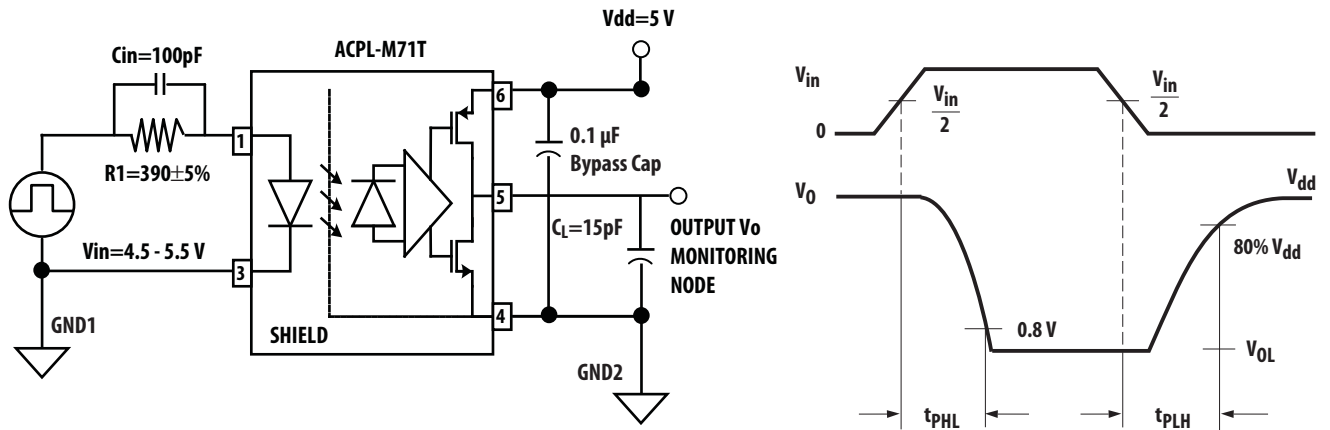 Vdd=5 V
ACPL-M71T
Cin=100pF
R1=390±5%
1
3
6
5
4
0.1 µF
Bypass Cap
CL=15pF
OUTPUT Vo
MONITORING
NODE
Vin=4.5 - 5.5 V
GND1
SHIELD
GND2
Vin
0
Vin
2
Vin
2
VO
Vdd
80% Vdd
0.8 V
VOL
tPHL
tPLH